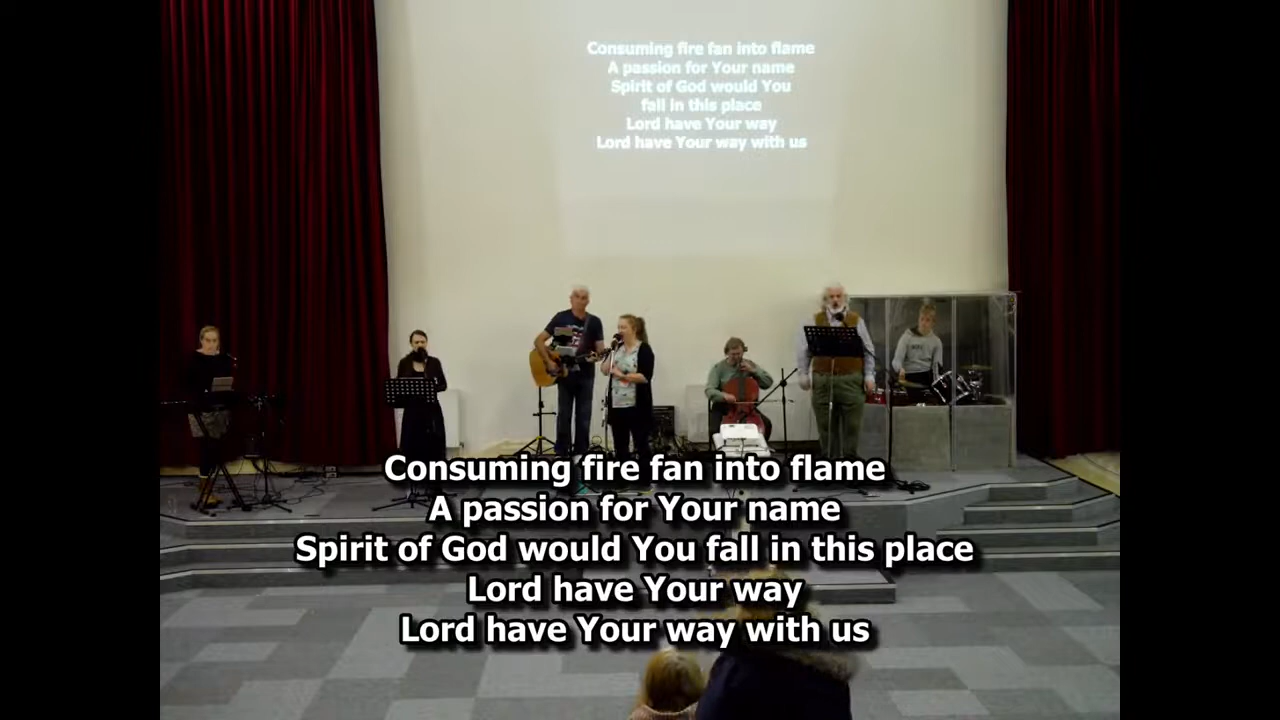 Consuming fire fan into flame
A passion for Your name
Spirit of God would You
fall in this place
Lord have Your way
Lord have Your way with us
Consuming fire fan into flame
A passion for Your name
Spirit of God would You fall in this place
Lord have Your way
Lord have Your way with us